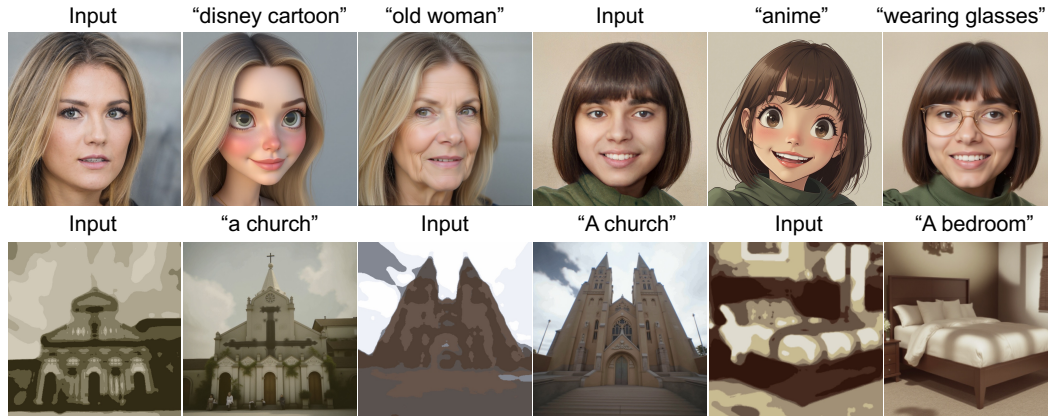 Input “disney cartoon” “old woman” Input “anime” “wearing glasses”
Input “a church” Input “A church” Input “A bedroom”